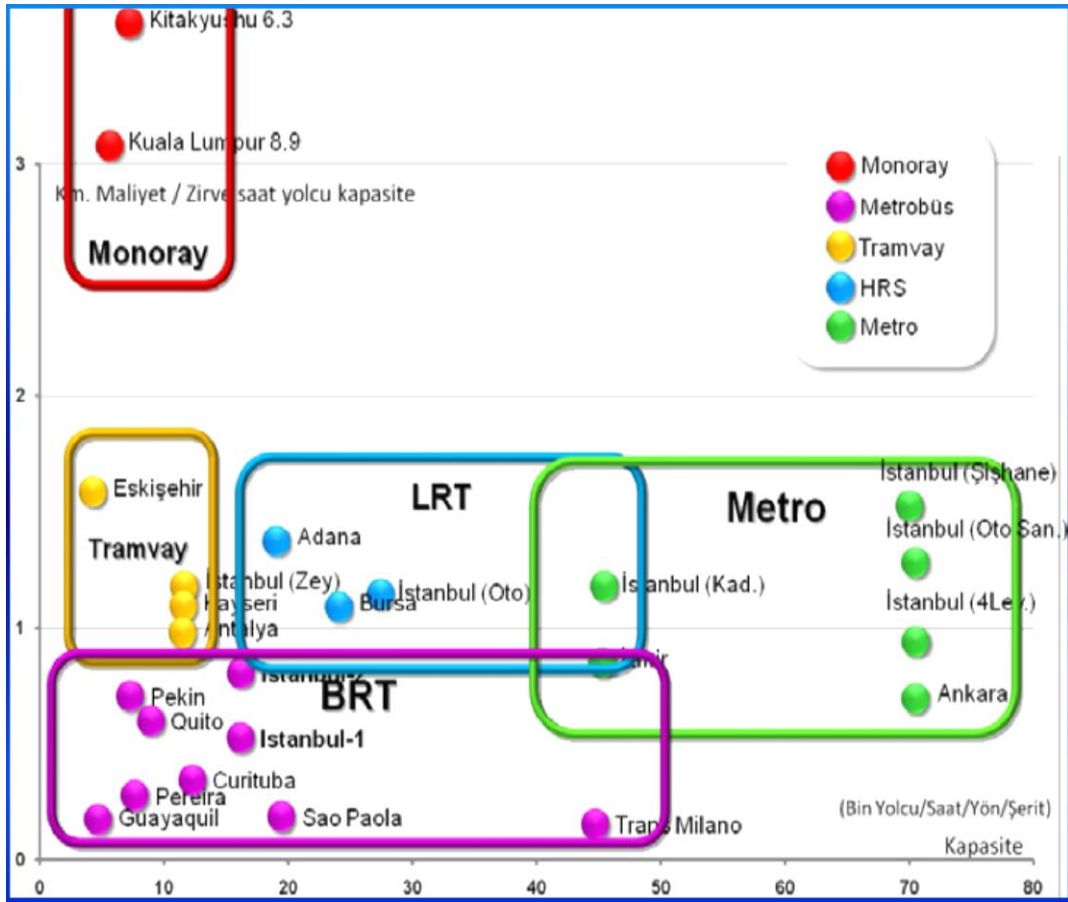 Kitakyushu 6.3
Kuala Lumpur 8.9
3
Km. Maliyet / Zirve saat yolcu kapasite
Monoray
Monoray
Metrobüs
Tramvay
HRS
Metro
2
Eskişehir
Tramvay
İstanbul (Zey)
Kayseri
Antalya
LRT
Adana
İstanbul (Oto)
Bursa
Metro
İstanbul (Şişhane)
İstanbul (Oto San.)
İstanbul (4Lev.)
İstanbul (Kad.)
İzmir
Ankara
1
BRT
Istanbul-2
Pekin
Quito
Istanbul-1
Curituba
Pereira
Guayaquil
Sao Paola
Trans Milano
(Bin Yolcu/Saat/Yön/Şerit)
Kapasite
0
0 10 20 30 40 50 60 70 80